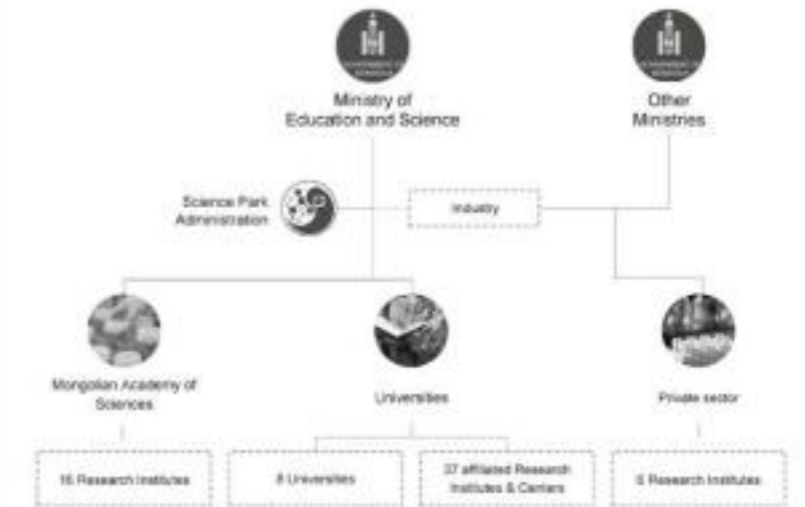 Ministry of
Education and Science
Other
Ministries
Science Park
Administration
Industry
Mongolian Academy of
Sciences
Universities
Private sector
16 Research Institutes
8 Universities
37 affiliated Research
Institutes & Centers
Research Institutes